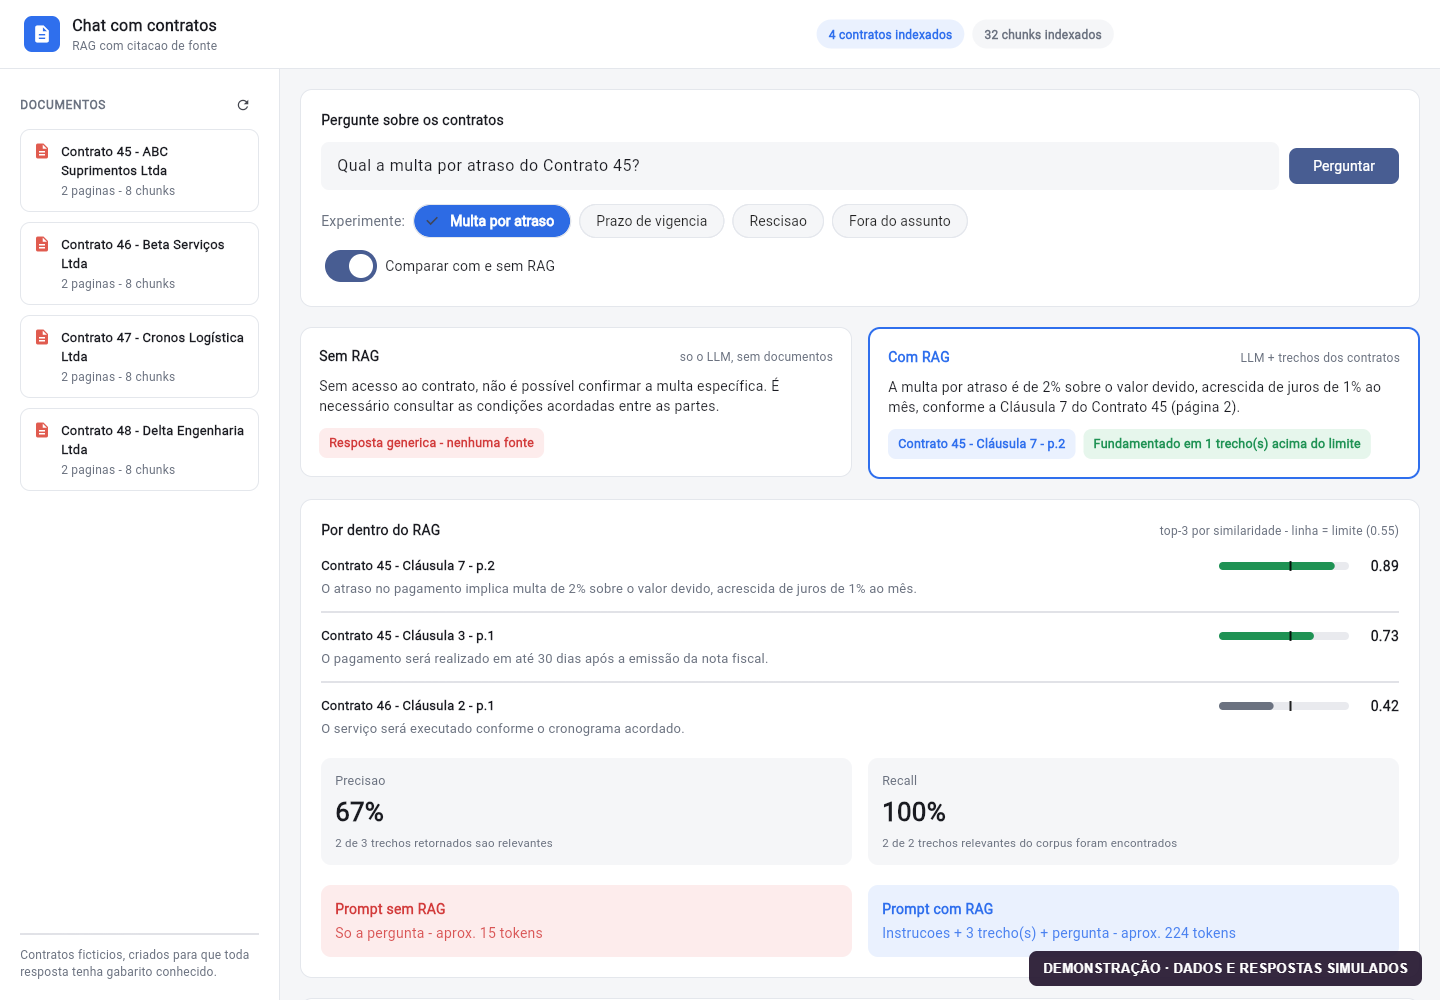 Chat com contratos
RAG com citacao de fonte
4 contratos indexados
32 chunks indexados
DOCUMENTOS
Contrato 45 - ABC
Suprimentos Ltda
2 paginas - 8 chunks
Contrato 46 - Beta Serviços
Ltda
2 paginas - 8 chunks
Contrato 47 - Cronos Logística
Ltda
2 paginas - 8 chunks
Contrato 48 - Delta Engenharia
Ltda
2 paginas - 8 chunks
Contratos ficticios, criados para que toda
resposta tenha gabarito conhecido.
Pergunte sobre os contratos
Qual a multa por atraso do Contrato 45?
Perguntar
Experimente:
Multa por atraso
Prazo de vigencia
Rescisao
Fora do assunto
Comparar com e sem RAG
Sem RAG
so o LLM, sem documentos
Sem acesso ao contrato, não é possível confirmar a multa específica. É
necessário consultar as condições acordadas entre as partes.
Resposta generica - nenhuma fonte
Com RAG
LLM + trechos dos contratos
A multa por atraso é de 2% sobre o valor devido, acrescida de juros de 1% ao
mês, conforme a Cláusula 7 do Contrato 45 (página 2).
Contrato 45 - Cláusula 7 - p.2
Fundamentado em 1 trecho(s) acima do limite
Por dentro do RAG
top-3 por similaridade - linha = limite (0.55)
Contrato 45 - Cláusula 7 - p.2
0.89
O atraso no pagamento implica multa de 2% sobre o valor devido, acrescida de juros de 1% ao mês.
Contrato 45 - Cláusula 3 - p.1
0.73
O pagamento será realizado em até 30 dias após a emissão da nota fiscal.
Contrato 46 - Cláusula 2 - p.1
0.42
O serviço será executado conforme o cronograma acordado.
Precisao
67%
2 de 3 trechos retornados sao relevantes
Recall
100%
2 de 2 trechos relevantes do corpus foram encontrados
Prompt sem RAG
So a pergunta - aprox. 15 tokens
Prompt com RAG
Instrucoes + 3 trecho(s) + pergunta - aprox. 224 tokens
DEMONSTRAÇÃO · DADOS E RESPOSTAS SIMULADOS